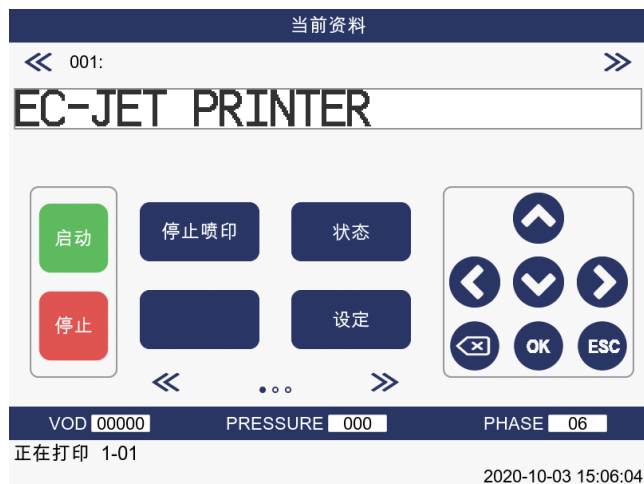 当前资料
001:
EC-JET PRINTER
启动
停止喷印
状态
停止
设定
OK
ESC
VOD 00000 PRESSURE 000 PHASE 06
正在打印 1-01
2020-10-03 15:06:04